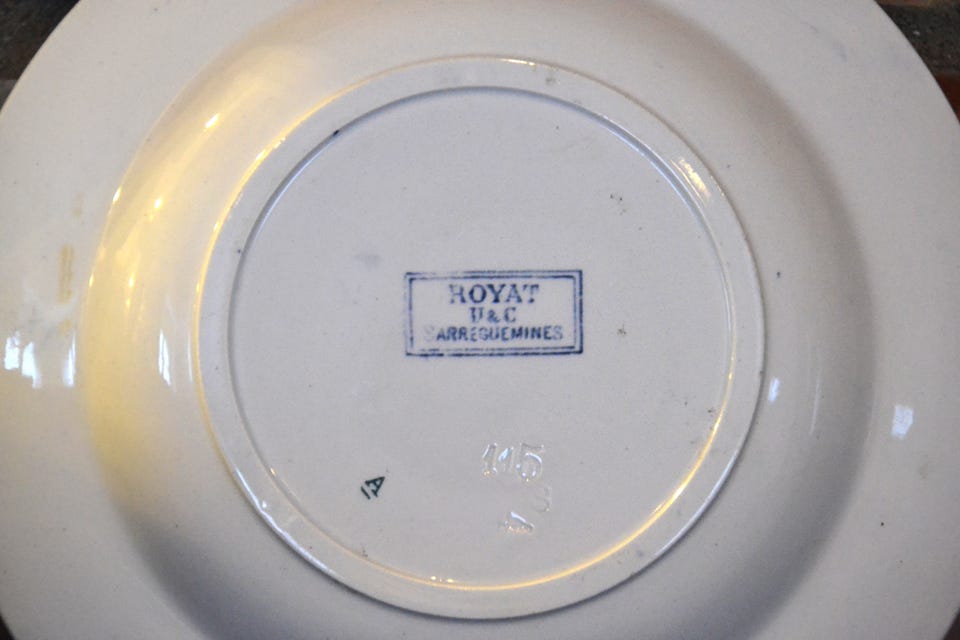 ROYAT
U & C
SARREGUEMINES
115
A